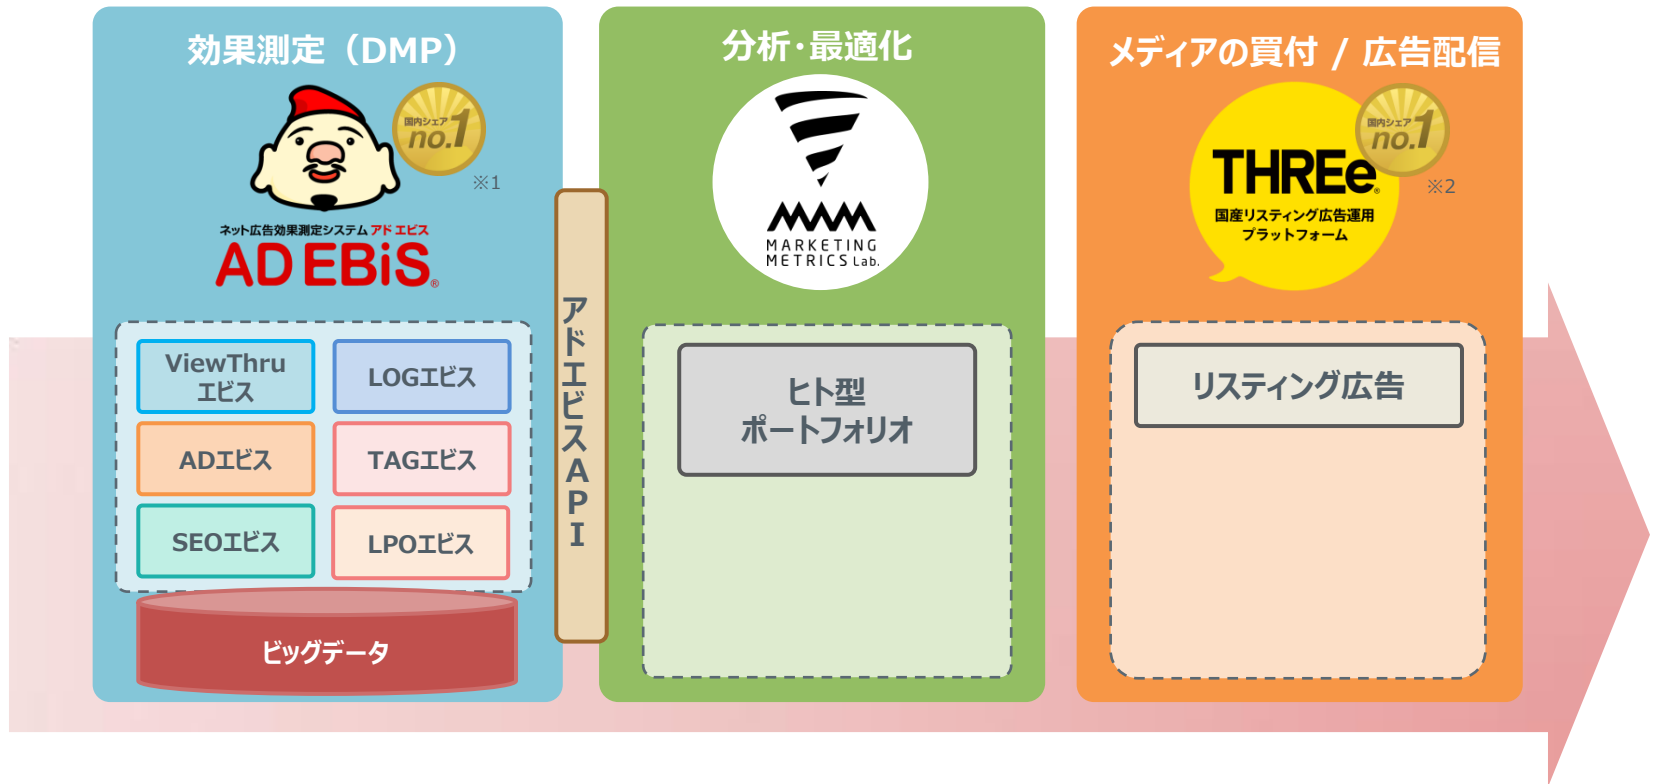 効果測定（DMP）
国内シェア
no.1
※1
ネット広告効果測定システム アド エビス
AD EBiS®
ViewThru
エビス
LOGエビス
ADエビス
TAGエビス
SEOエビス
LPOエビス
ビッグデータ
アドエビスAPI
分析・最適化
MAM
MARKETING
METRICS Lab.
ヒト型
ポートフォリオ
メディアの買付 / 広告配信
国内シェア
no.1
※2
THREe®
国産リスティング広告運用
プラットフォーム
リスティング広告